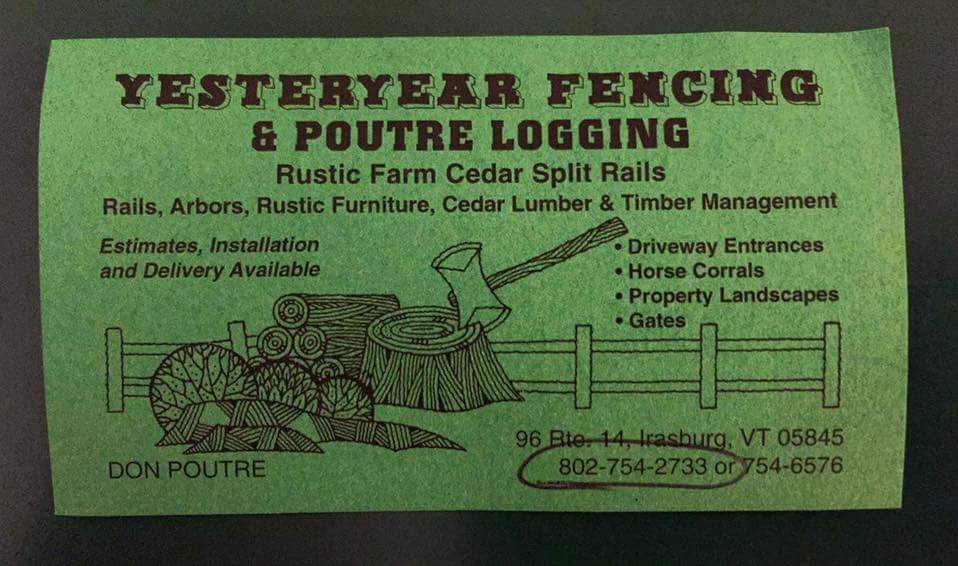 YESTERYEAR FENCING
& POUTRE LOGGING
Rustic Farm Cedar Split Rails
Rails, Arbors, Rustic Furniture, Cedar Lumber & Timber Management
Estimates, Installation
and Delivery Available
• Driveway Entrances
• Horse Corrals
• Property Landscapes
• Gates
96 Rte. 14, Irasburg, VT 05845
802-754-2733 or 754-6576
DON POUTRE